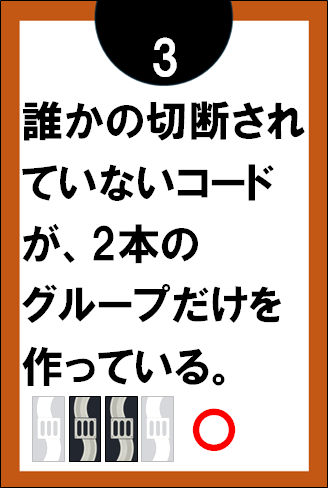 3
誰かの切断され
ていないコード
が、2本の
グループだけを
作っている。